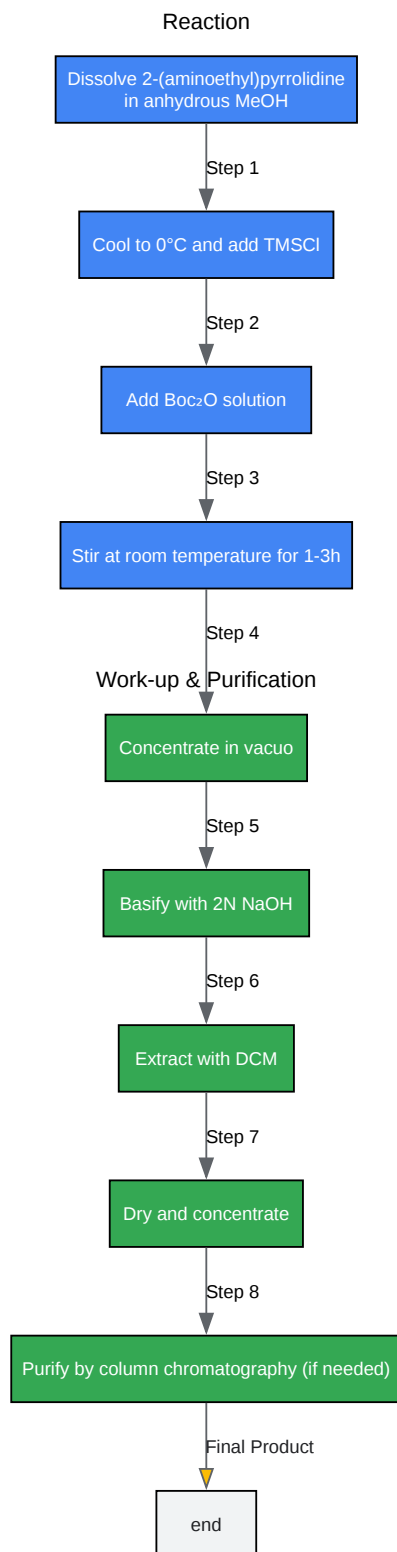 Reaction
Dissolve 2-(aminoethyl)pyrrolidine
in anhydrous MeOH
Step 1
Cool to 0°C and add TMSCl
Step 2
Add Boc₂O solution
Step 3
Stir at room temperature for 1-3h
Step 4
Work-up & Purification
Concentrate in vacuo
Step 5
Basify with 2N NaOH
Step 6
Extract with DCM
Step 7
Dry and concentrate
Step 8
Purify by column chromatography (if needed)
Final Product
end